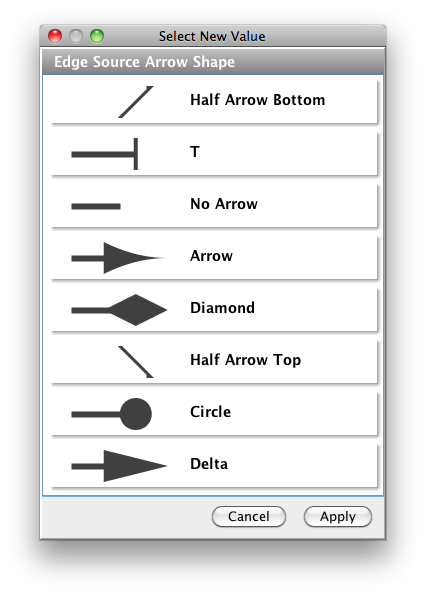 Select New Value
Edge Source Arrow Shape
Half Arrow Bottom
T
No Arrow
Arrow
Diamond
Half Arrow Top
Circle
Delta
Cancel Apply